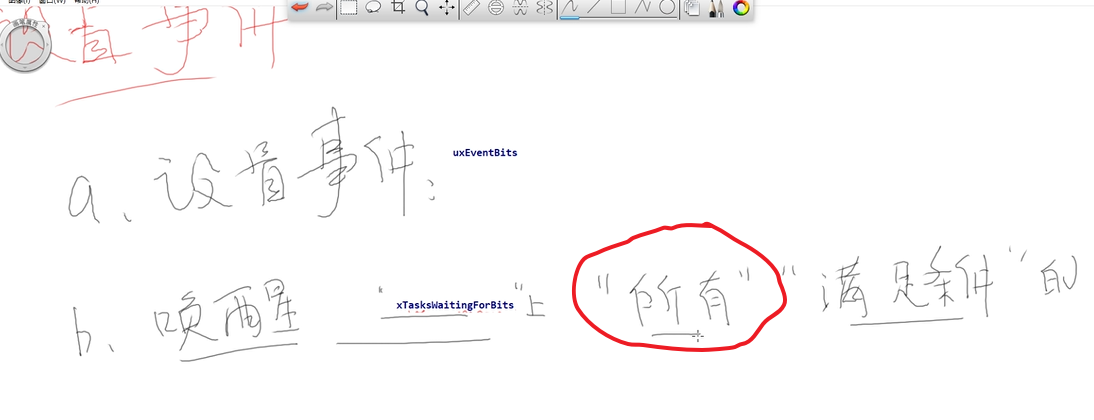 设置事件
a、设置事件： uxEventBits
b、唤醒 "xTasksWaitingForBits"上 "所有" "满足条件"的